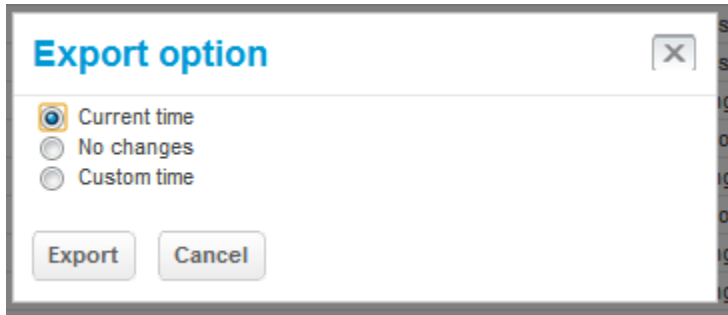 Export option
Current time
No changes
Custom time
Export Cancel